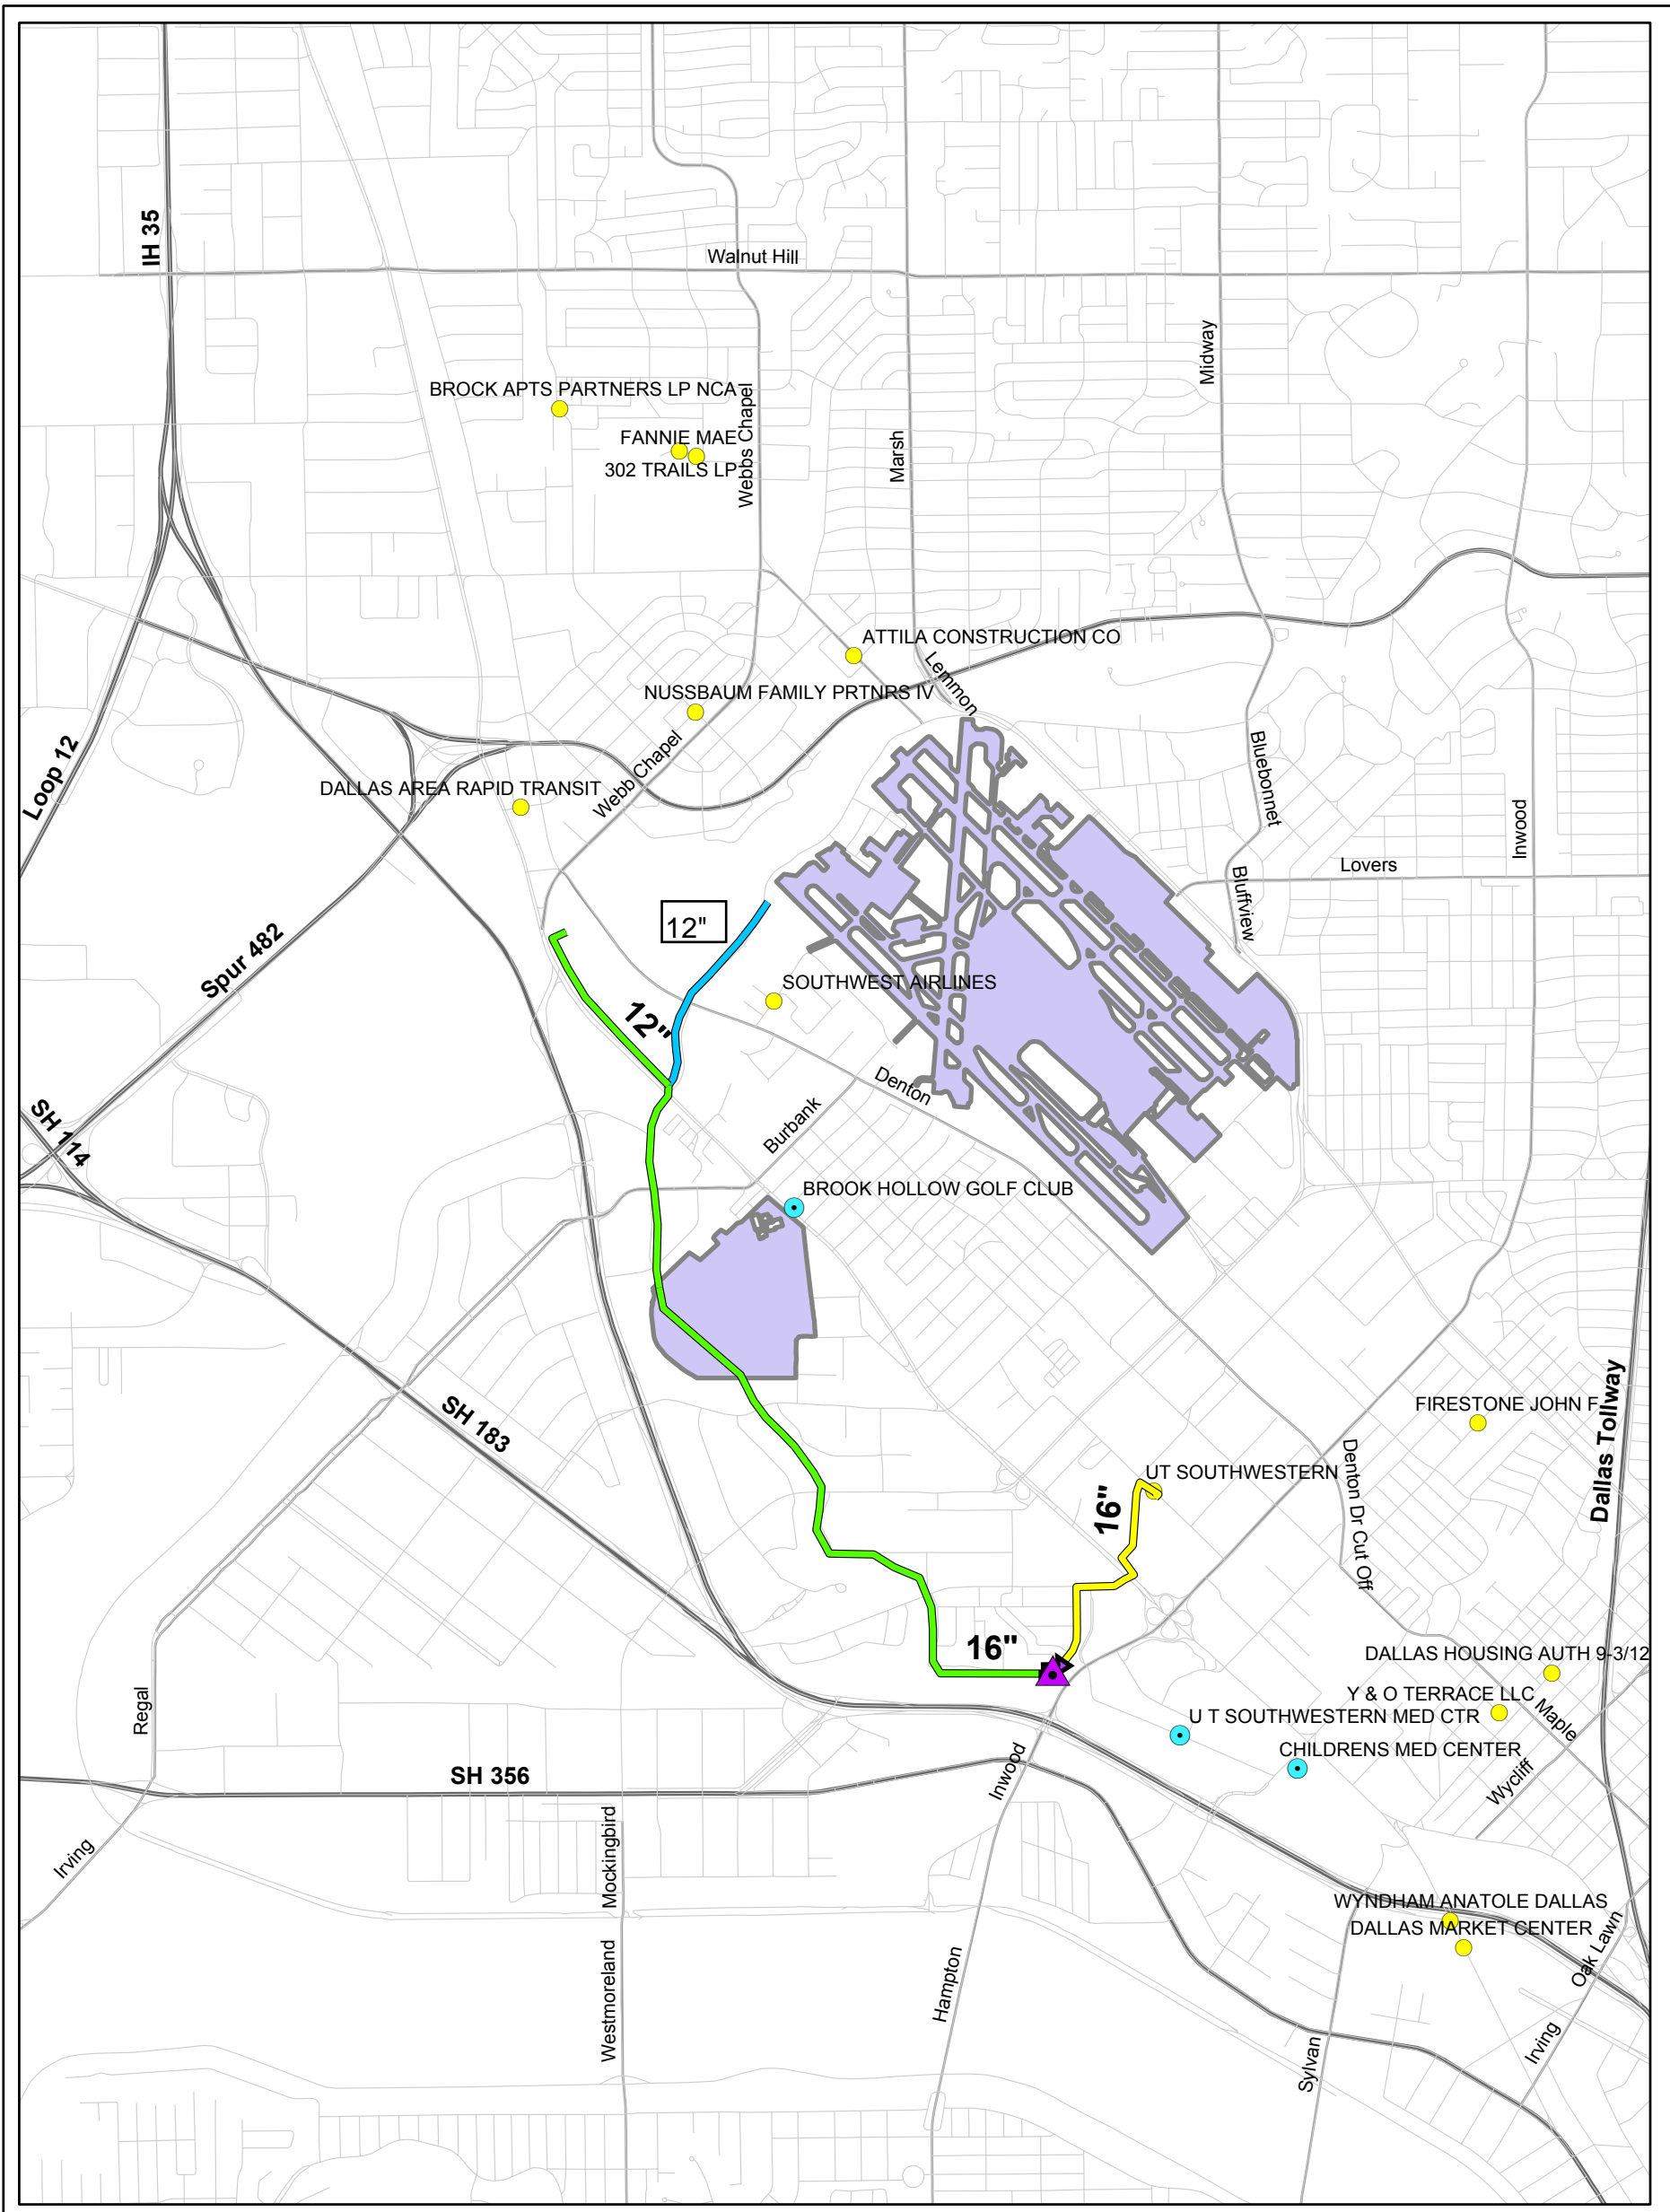 IH 35
Walnut Hill
Midway
BROCK APTS PARTNERS LP NCA
Webbs Chapel
FANNIE MAE
302 TRAILS LP
Marsh
ATTILA CONSTRUCTION CO
Lemmon
NUSSBAUM FAMILY PRTNRS IV
Webb Chapel
Loop 12
DALLAS AREA RAPID TRANSIT
Bluebonnet
Inwood
Lovers
Bluffview
12"
Spur 482
SOUTHWEST AIRLINES
12"
Denton
Burbank
SH 114
BROOK HOLLOW GOLF CLUB
SH 183
FIRESTONE JOHN F
Dallas Tollway
UT SOUTHWESTERN
16"
Denton Dr Cut Off
16"
DALLAS HOUSING AUTH 9-3/12
Y & O TERRACE LLC
Maple
U T SOUTHWESTERN MED CTR
Regal
CHILDRENS MED CENTER
Inwood
Wycliff
SH 356
Irving
Mockingbird
WYNDHAM ANATOLE DALLAS
DALLAS MARKET CENTER
Oak Lawn
Westmoreland
Hampton
Irving
Sylvan